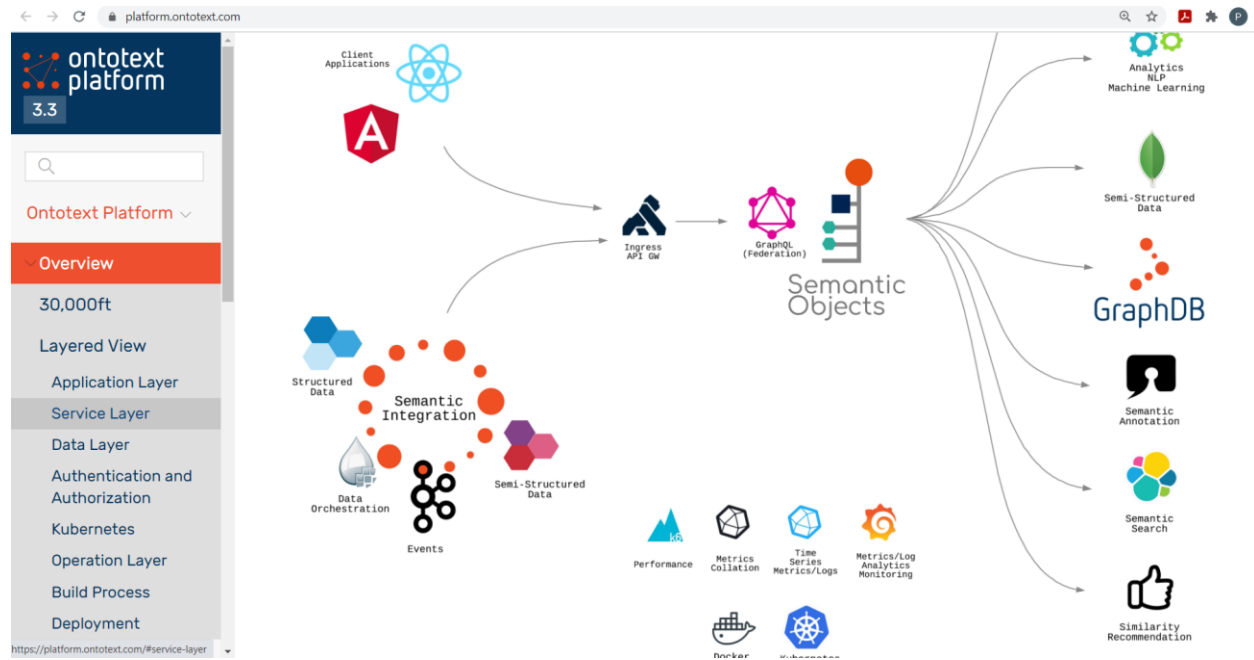 platform.ontotext.com
P
ontotext
platform
3.3
Ontotext Platform
Overview
30,000ft
Layered View
Application Layer
Service Layer
Data Layer
Authentication and
Authorization
Kubernetes
Operation Layer
Build Process
Deployment
https://platform.ontotext.com/#service-layer
Client
Applications
A
Ingress
API GW
GraphQL
(Federation)
Semantic
Objects
Structured
Data
Semantic
Integration
Data
Orchestration
Events
Semi-Structured
Data
k6
Performance
Metrics
Collation
Time
Series
Metrics/Logs
Metrics/Log
Analytics
Monitoring
Docker
Kubernetes
Analytics
NLP
Machine Learning
Semi-Structured
Data
GraphDB
Semantic
Annotation
Semantic
Search
Similarity
Recommendation